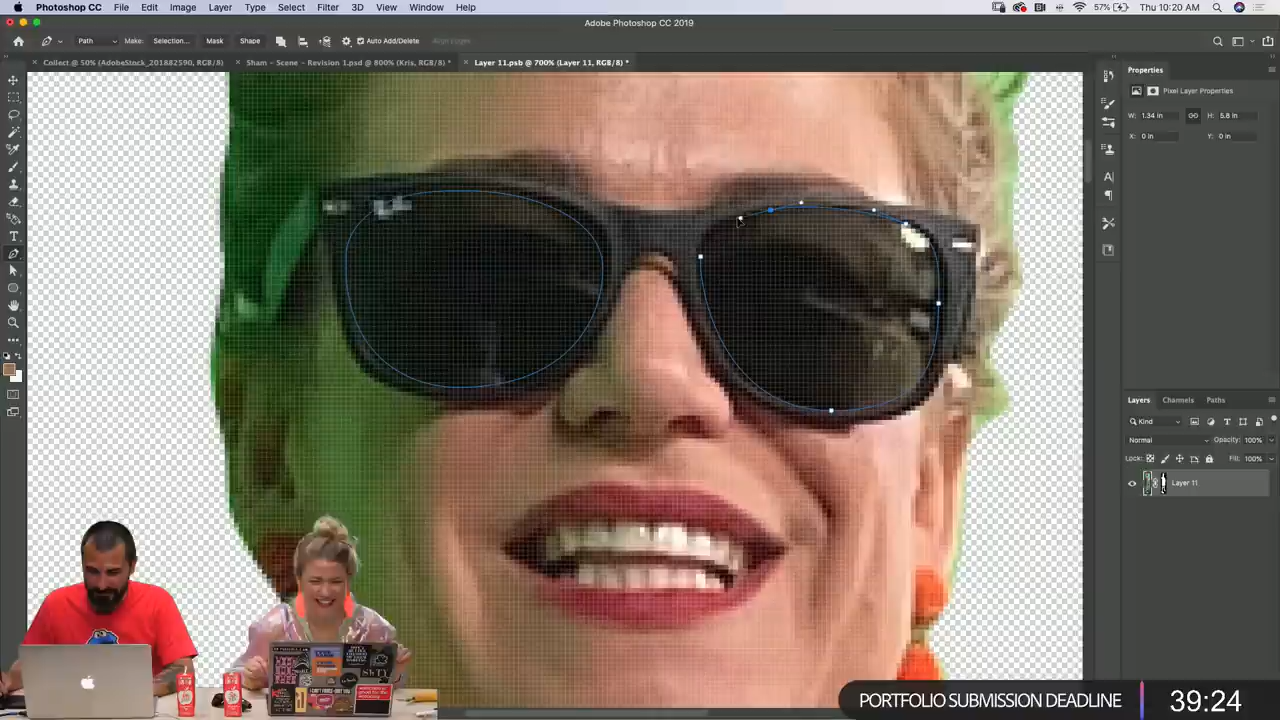 Photoshop CC File Edit Image Layer Type Select Filter 3D View Window Help 57% Thu 10:20 AM
Adobe Photoshop CC 2019
Path Make: Selection... Mask Shape Auto Add/Delete Align Edges
Collect @ 50% (AdobeStock_201882590, RGB/8) Sham - Scene - Revision 1.psd @ 800% (Kris, RGB/8) * Layer 11.psb @ 700% (Layer 11, RGB/8) *
Properties
Pixel Layer Properties
W: 1.34 in H: 5.8 in
X: 0 in Y: 0 in
Layers Channels Paths
Kind
Normal Opacity: 100%
Lock: Fill: 100%
Layer 11
PORTFOLIO SUBMISSION DEADLINE 39:24